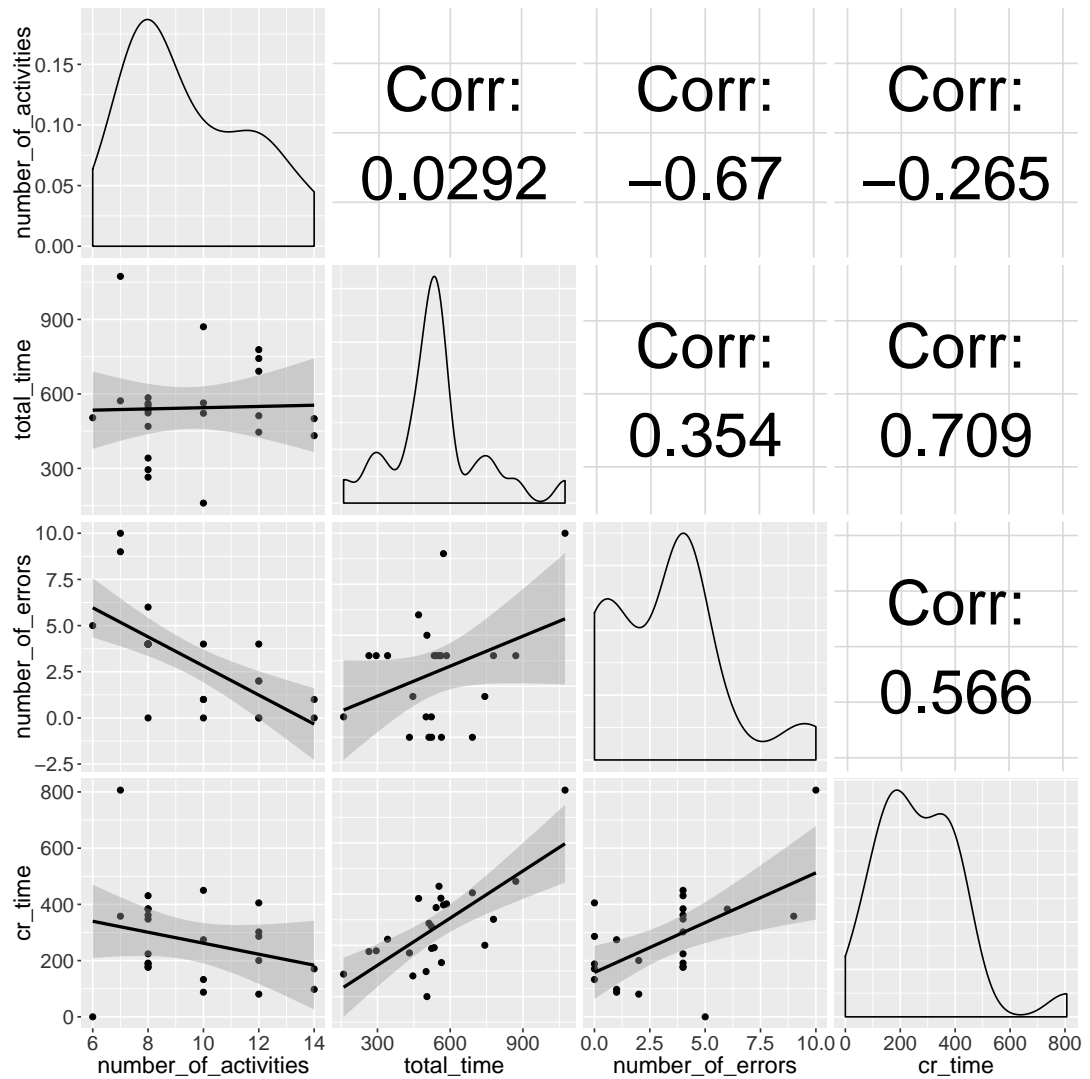 number_of_activities
0.15
0.10
0.05
0.00
Corr:
0.0292
Corr:
−0.67
Corr:
−0.265
total_time
900
600
300
Corr:
0.354
Corr:
0.709
number_of_errors
10.0
7.5
5.0
2.5
0.0
−2.5
Corr:
0.566
cr_time
800
600
400
200
0
6 8 10 12 14
300 600 900
0.0 2.5 5.0 7.5 10.0
0 200 400 600 800
number_of_activities
total_time
number_of_errors
cr_time